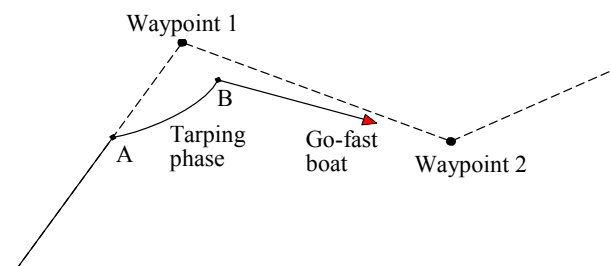 Waypoint 1
B
A
Tarping
phase
Go-fast
boat
Waypoint 2